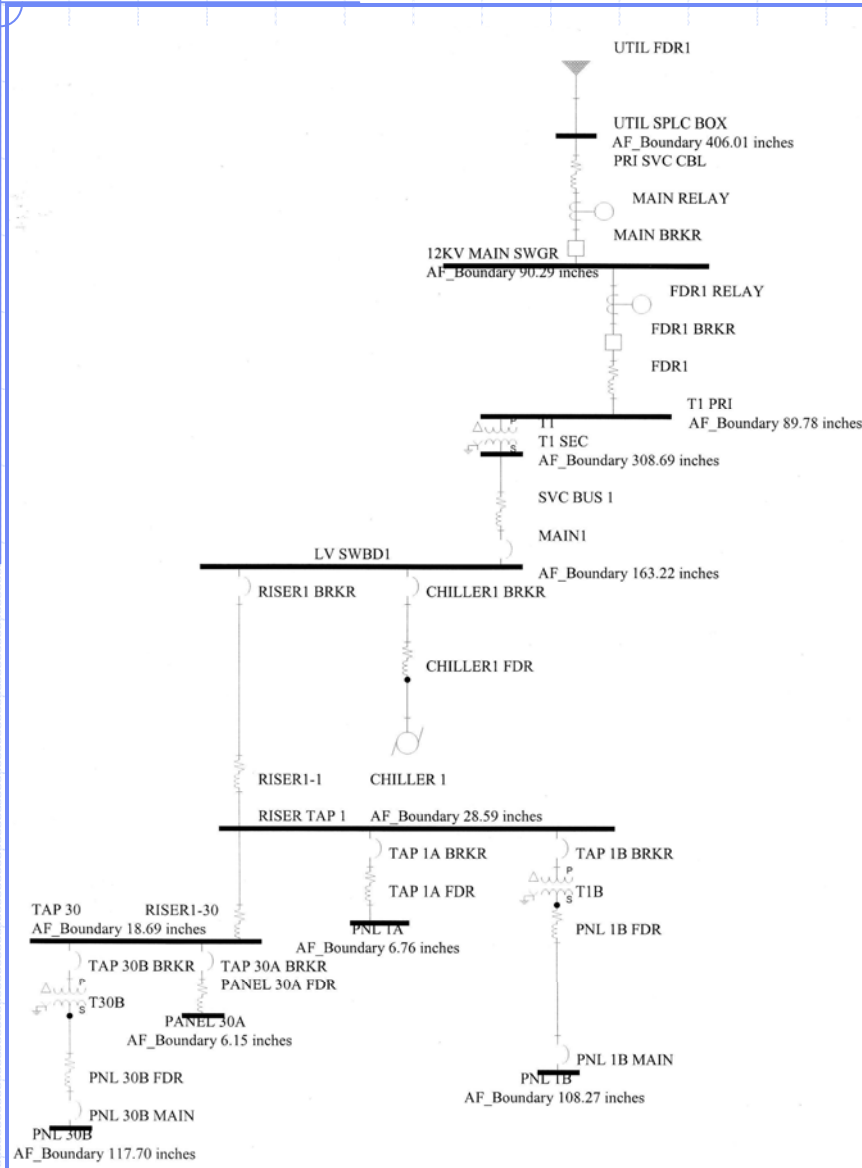 UTIL FDR1
UTIL SPLC BOX
AF_Boundary 406.01 inches
PRI SVC CBL
MAIN RELAY
MAIN BRKR
12KV MAIN SWGR
AF_Boundary 90.29 inches
FDR1 RELAY
FDR1 BRKR
FDR1
T1 PRI
AF_Boundary 89.78 inches
P
T1
T1 SEC
S
AF_Boundary 308.69 inches
SVC BUS 1
MAIN1
LV SWBD1
AF_Boundary 163.22 inches
RISER1 BRKR
CHILLER1 BRKR
CHILLER1 FDR
RISER1-1
CHILLER 1
RISER TAP 1
AF_Boundary 28.59 inches
TAP 1A BRKR
TAP 1B BRKR
P
TAP 1A FDR
T1B
S
PNL 1B FDR
TAP 30
RISER1-30
AF_Boundary 18.69 inches
PNL 1A
AF_Boundary 6.76 inches
TAP 30B BRKR
TAP 30A BRKR
P
PANEL 30A FDR
T30B
S
PANEL 30A
AF_Boundary 6.15 inches
PNL 1B MAIN
PNL 1B
AF_Boundary 108.27 inches
PNL 30B FDR
PNL 30B MAIN
PNL 30B
AF_Boundary 117.70 inches